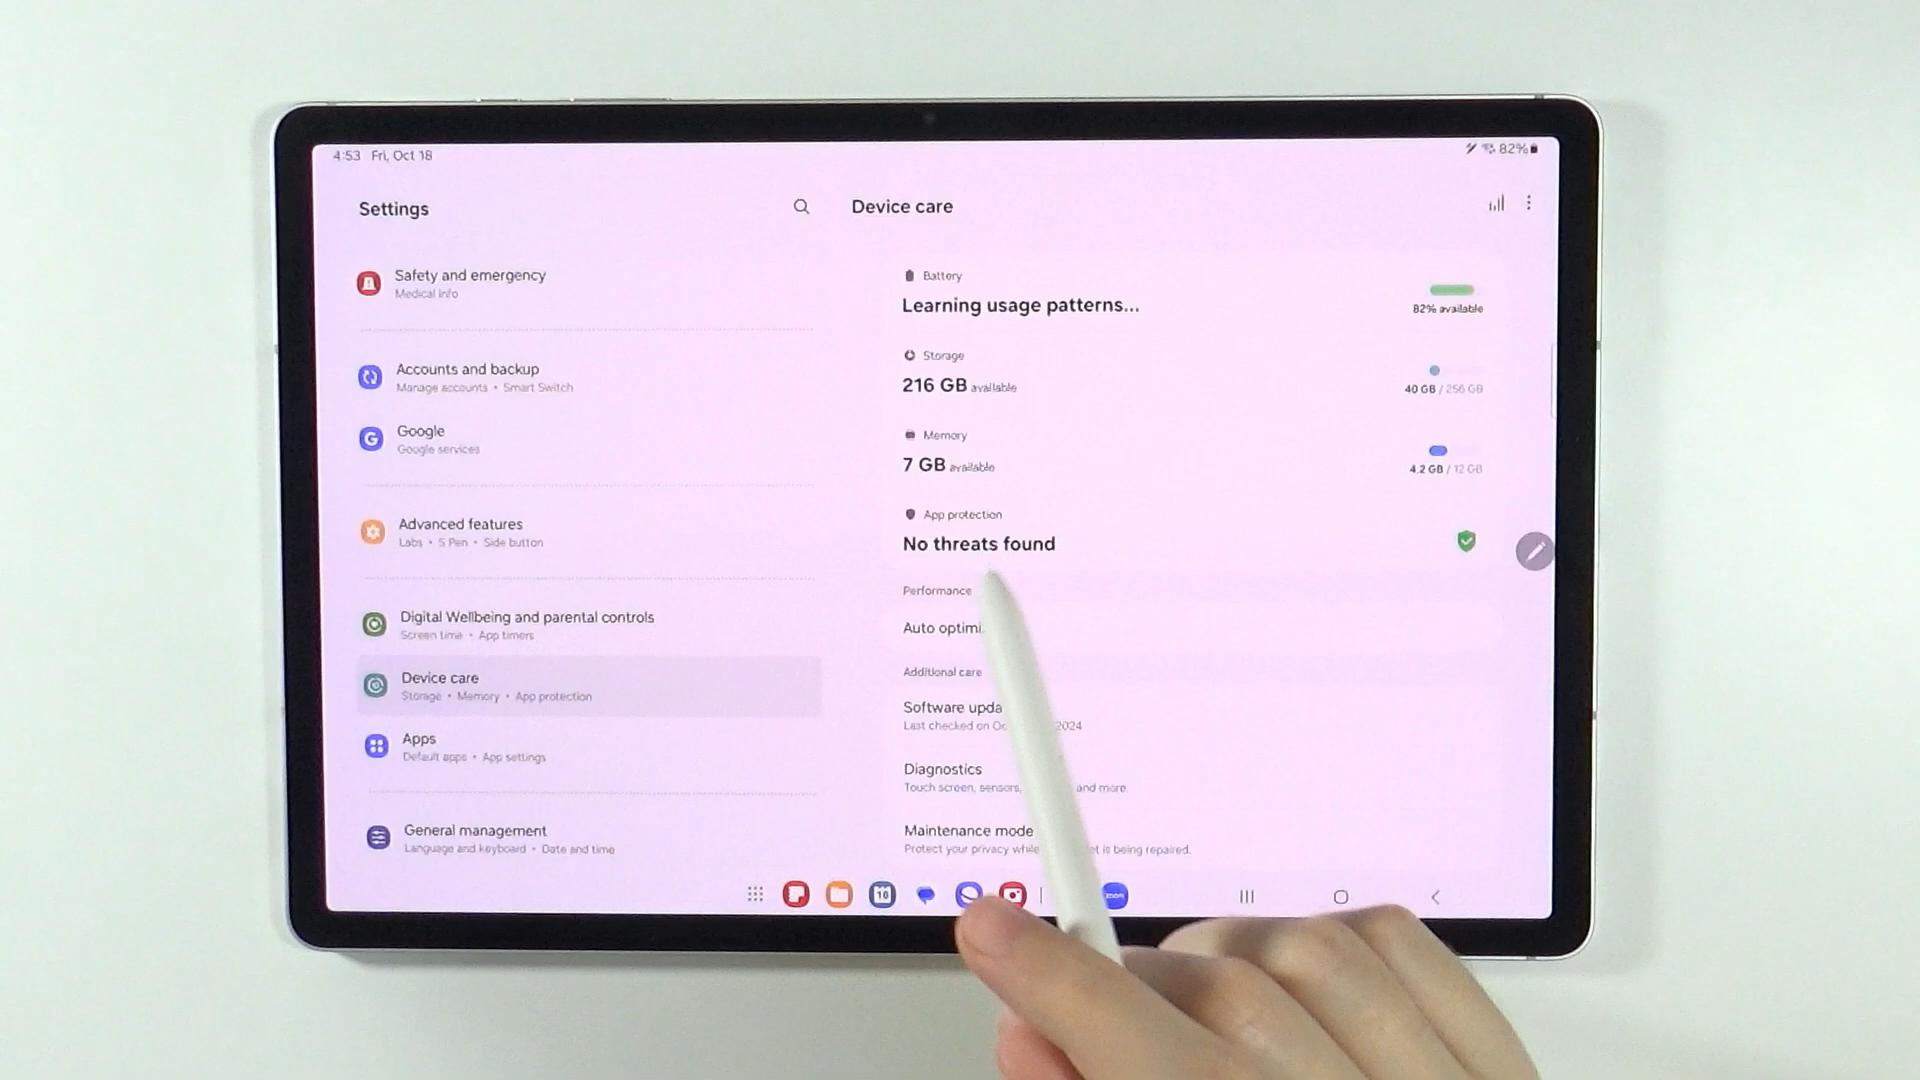 4:53 Fri, Oct 18
82%
Settings
Safety and emergency
Medical info
Accounts and backup
Manage accounts • Smart Switch
Google
Google services
Advanced features
Labs • S Pen • Side button
Digital Wellbeing and parental controls
Screen time • App timers
Device care
Storage • Memory • App protection
Apps
Default apps • App settings
General management
Language and keyboard • Date and time
Device care
Battery
Learning usage patterns...
82% available
Storage
216 GB available
40 GB / 256 GB
Memory
7 GB available
4.2 GB / 12 GB
App protection
No threats found
Performance
Auto optimi
Additional care
Software upda
Last checked on Oc 2024
Diagnostics
Touch screen, sensors, and more.
Maintenance mode
Protect your privacy while et is being repaired.
10
zoom